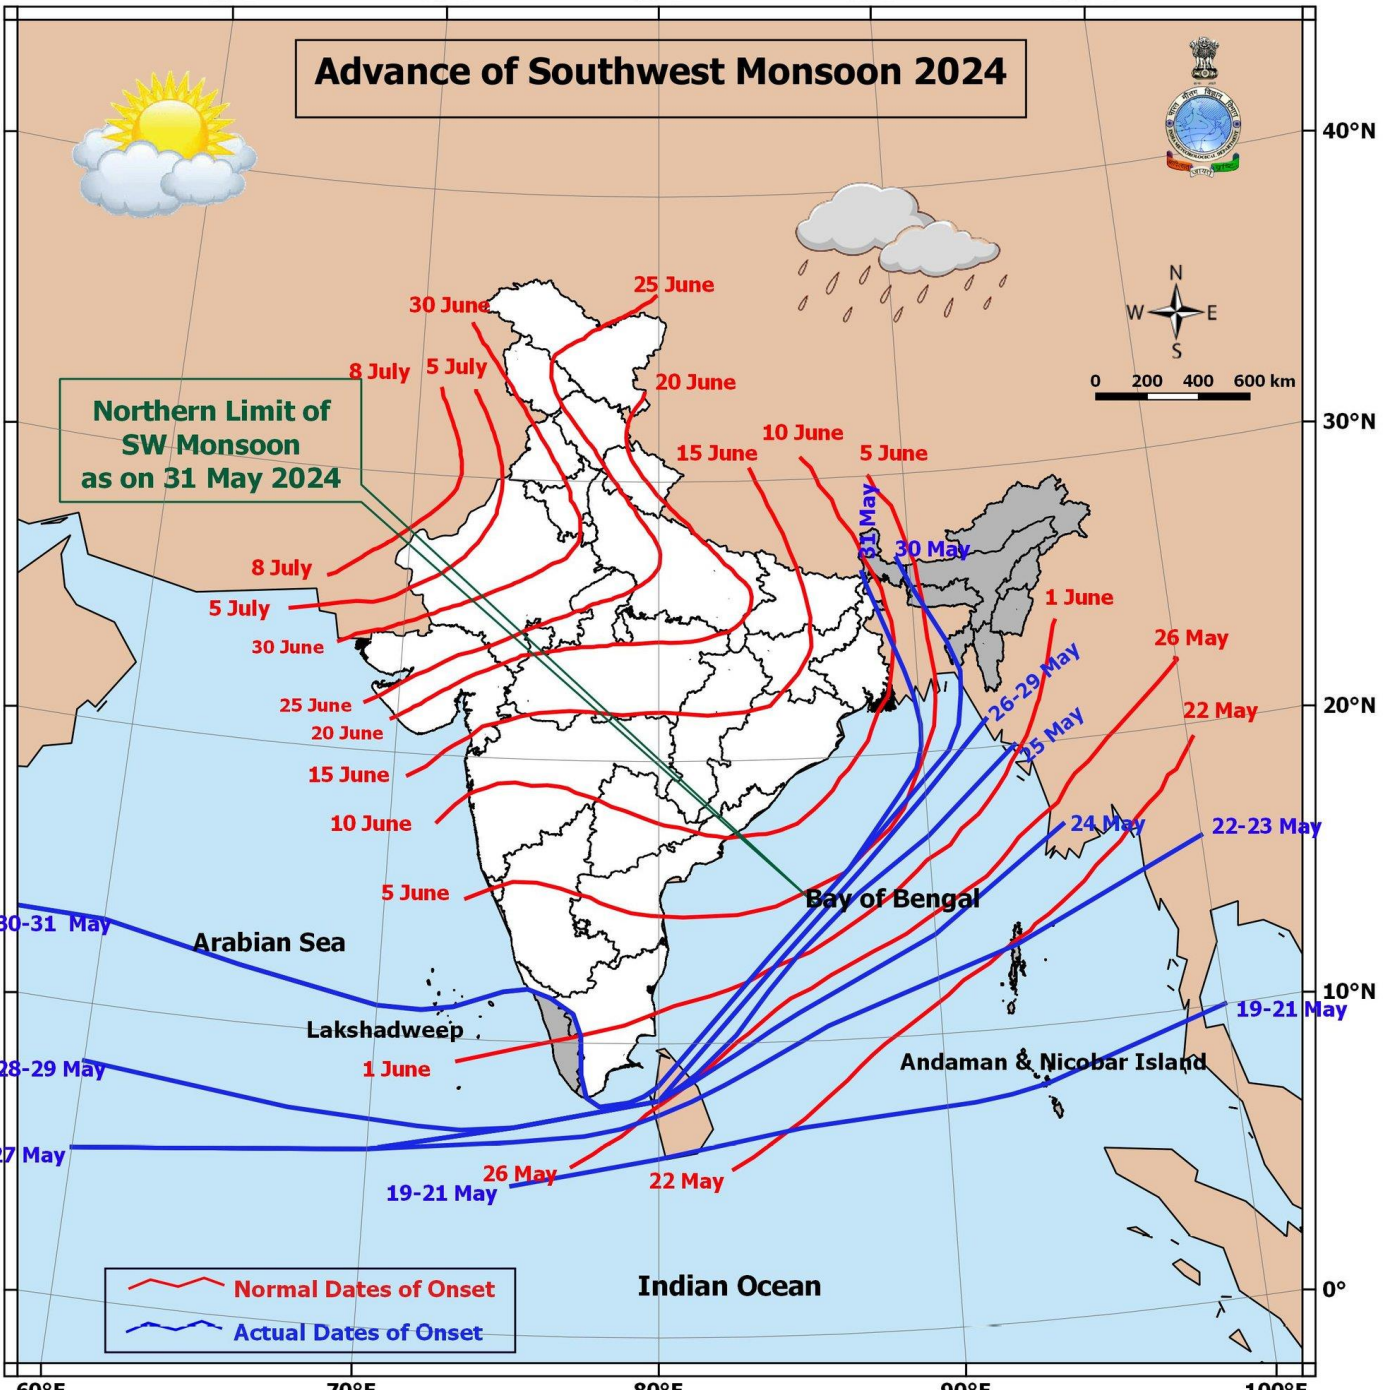 Advance of Southwest Monsoon 2024
40°N
N
W E
S
0 200 400 600 km
25 June
30 June
8 July
5 July
20 June
Northern Limit of
SW Monsoon
as on 31 May 2024
30°N
10 June
15 June
5 June
31 May
30 May
8 July
5 July
1 June
30 June
26 May
26-29 May
25 June
20 June
22 May
20°N
25 May
15 June
10 June
24 May
22-23 May
5 June
Bay of Bengal
30-31 May
Arabian Sea
10°N
19-21 May
Lakshadweep
28-29 May
1 June
Andaman & Nicobar Island
27 May
26 May
22 May
19-21 May
Normal Dates of Onset
Indian Ocean
0°
Actual Dates of Onset
60°E 70°E 80°E 90°E 100°E